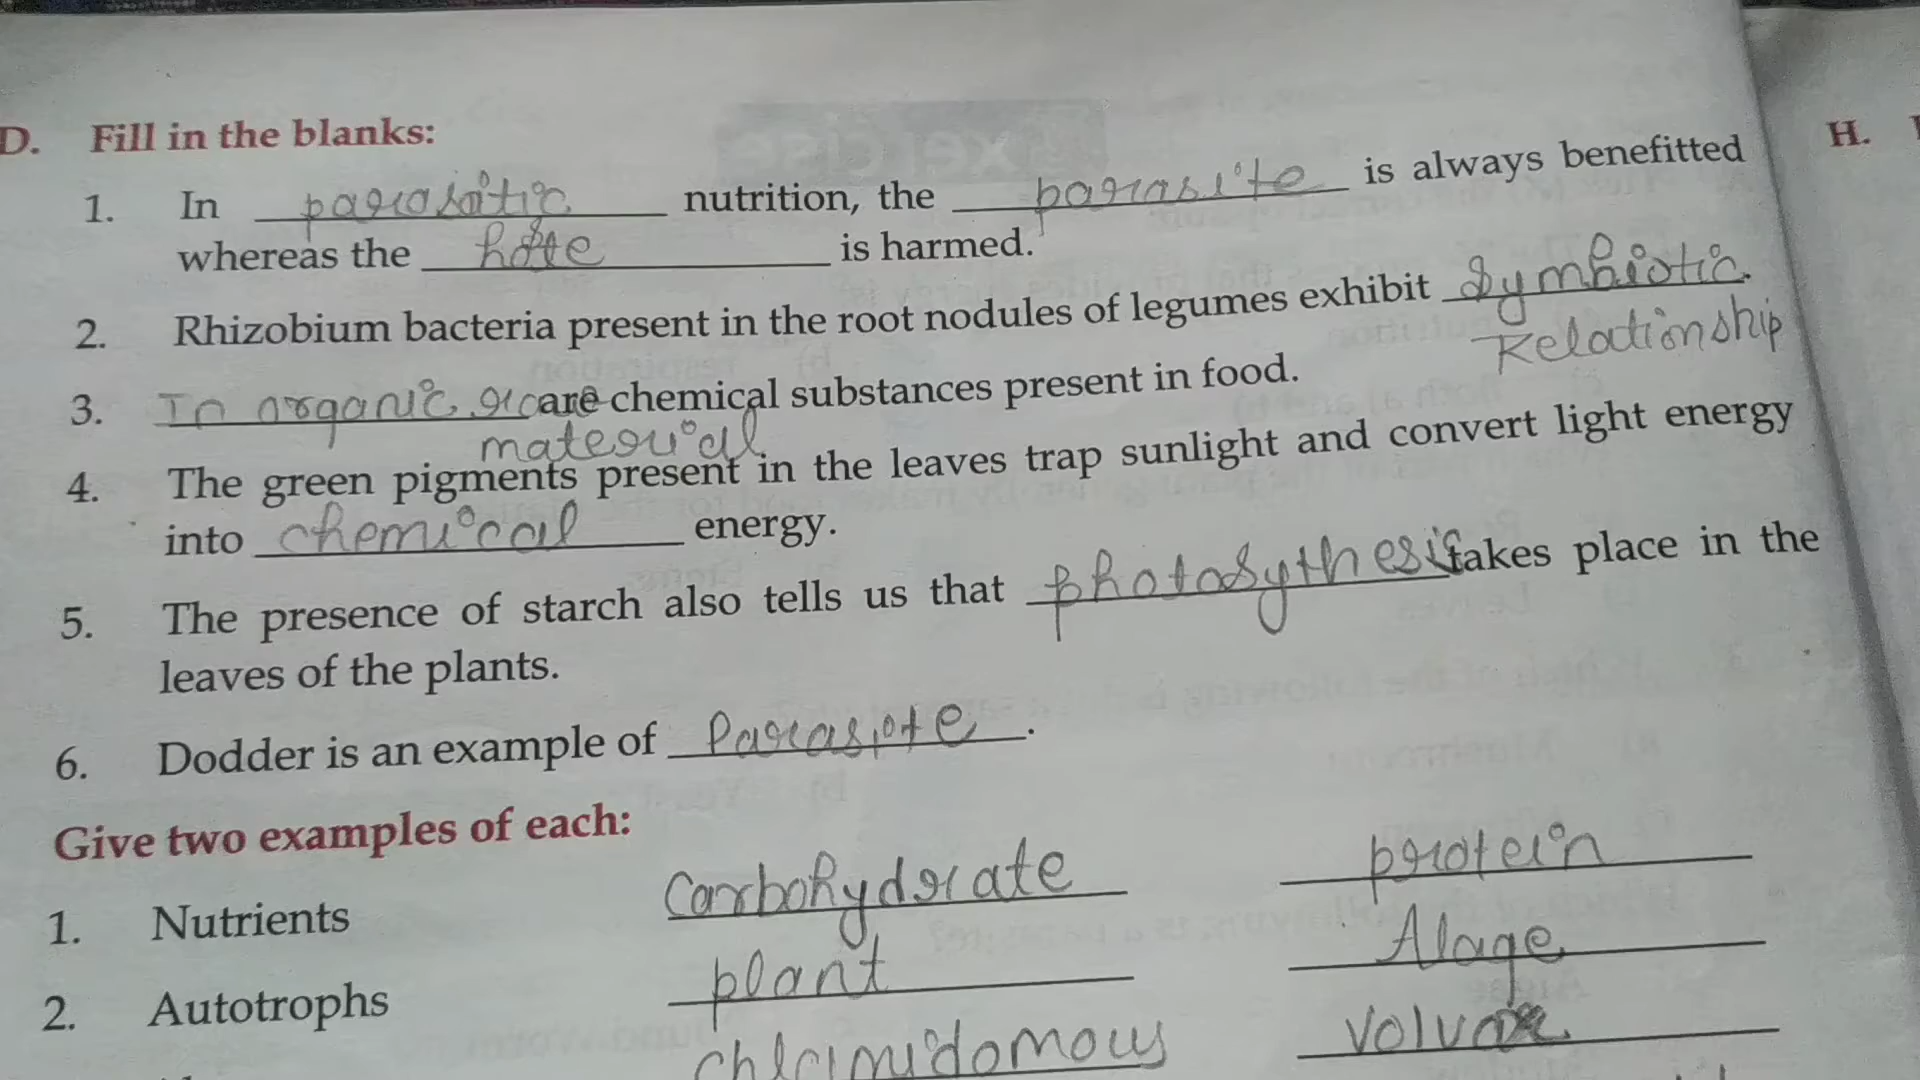 D. Fill in the blanks:
H.
1. In parasitic nutrition, the parasite is always benefitted
whereas the hoste is harmed.
2. Rhizobium bacteria present in the root nodules of legumes exhibit Symbiotic
Relationship
3. In organic are chemical substances present in food.
material
4. The green pigments present in the leaves trap sunlight and convert light energy
into chemical energy.
5. The presence of starch also tells us that photosythesis takes place in the
leaves of the plants.
6. Dodder is an example of Parasite.
Give two examples of each:
1. Nutrients Carbohydrate protein
2. Autotrophs plant Alage